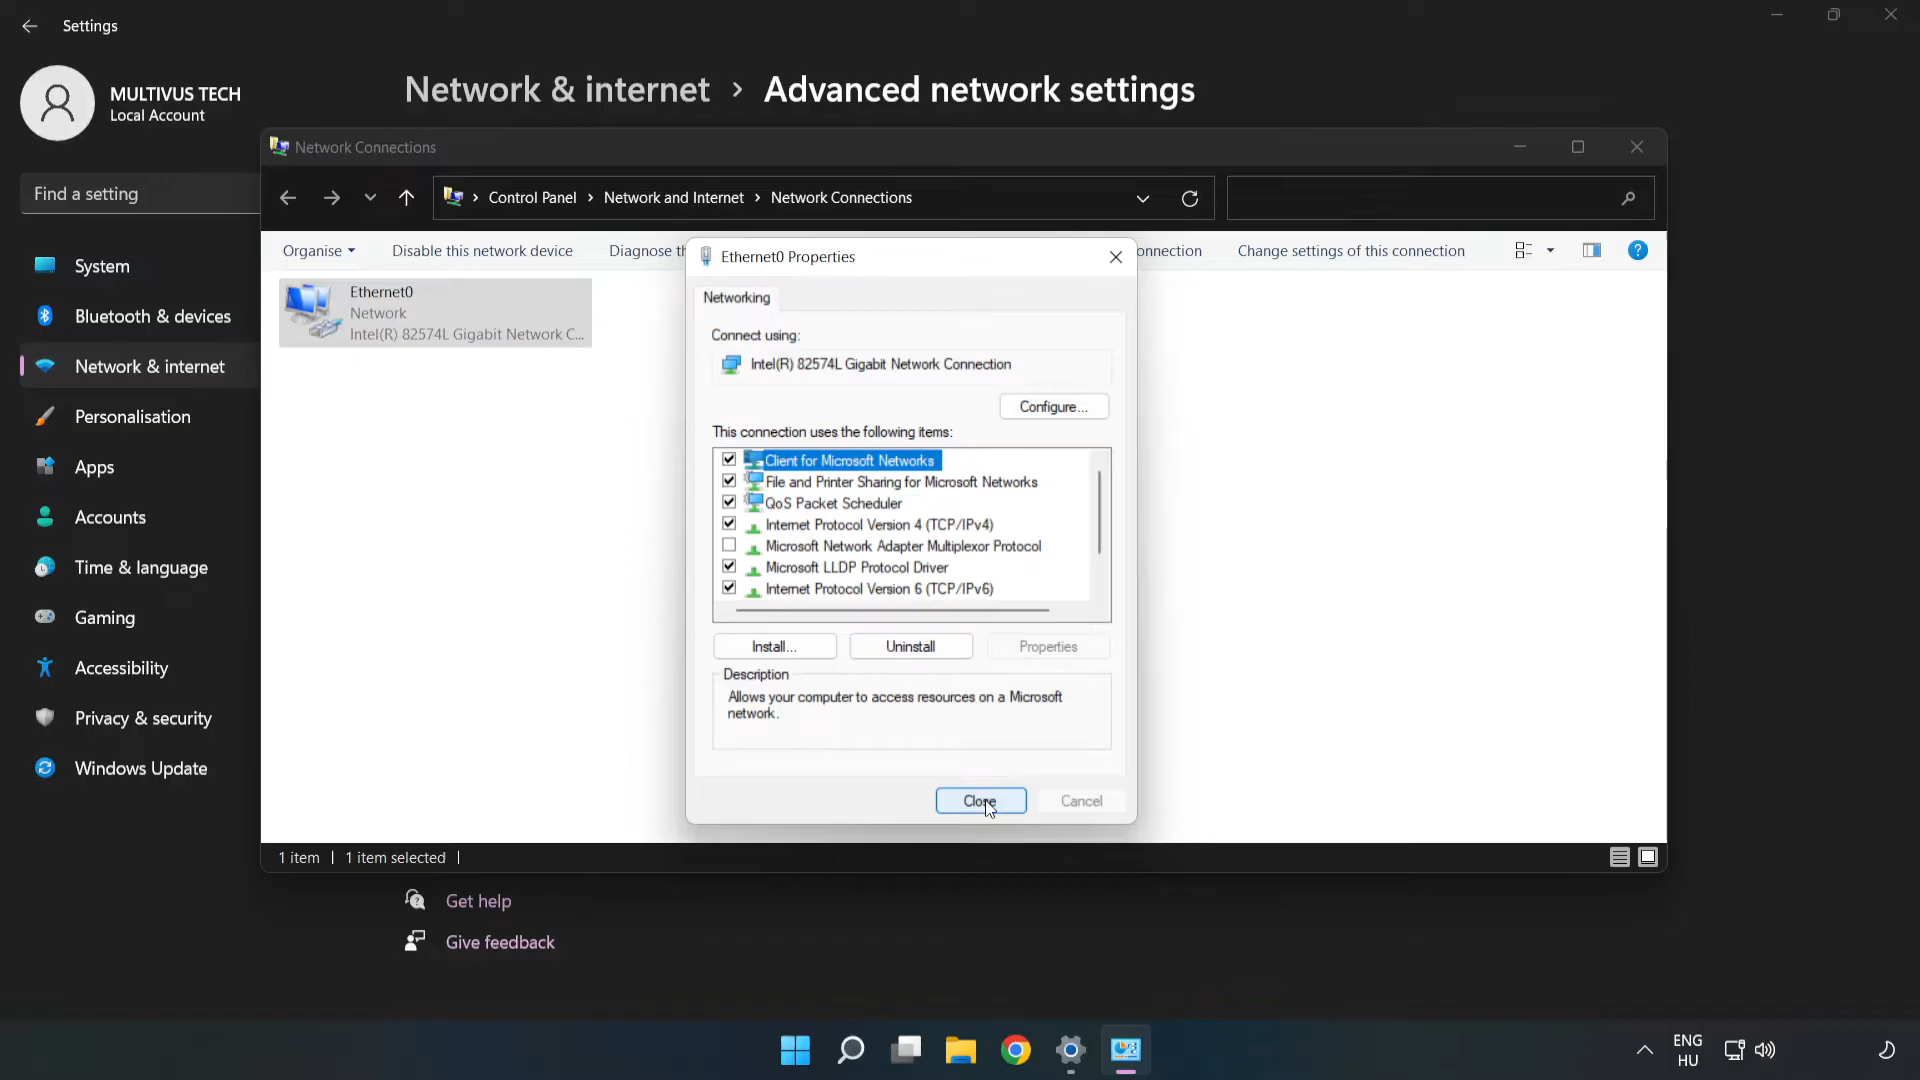 Settings
MULTIVUS TECH
Local Account
Find a setting
System
Bluetooth & devices
Network & internet
Personalisation
Apps
Accounts
Time & language
Gaming
Accessibility
Privacy & security
Windows Update
Network & internet › Advanced network settings
Network Connections
Control Panel › Network and Internet › Network Connections
Organise
Disable this network device
Diagnose th
onnection
Change settings of this connection
Ethernet0
Network
Intel(R) 82574L Gigabit Network C...
Ethernet0 Properties
Networking
Connect using:
Intel(R) 82574L Gigabit Network Connection
Configure...
This connection uses the following items:
Client for Microsoft Networks
File and Printer Sharing for Microsoft Networks
QoS Packet Scheduler
Internet Protocol Version 4 (TCP/IPv4)
Microsoft Network Adapter Multiplexor Protocol
Microsoft LLDP Protocol Driver
Internet Protocol Version 6 (TCP/IPv6)
Install...
Uninstall
Properties
Description
Allows your computer to access resources on a Microsoft
network.
Close
Cancel
1 item
1 item selected
Get help
Give feedback
ENG
HU